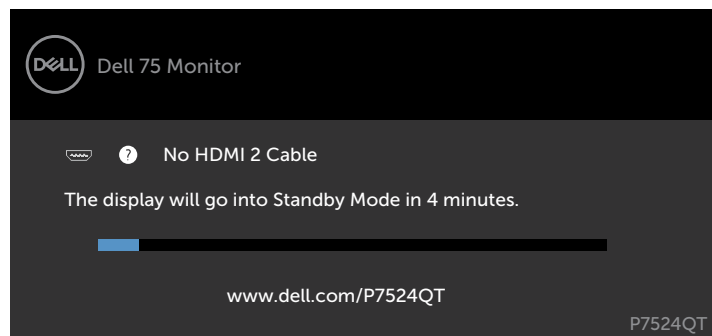 DELL Dell 75 Monitor
? No HDMI 2 Cable
The display will go into Standby Mode in 4 minutes.
www.dell.com/P7524QT
P7524QT